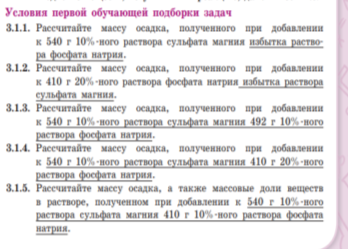 Условия первой обучающей подборки задач
3.1.1. Рассчитайте массу осадка, полученного при добавлении
к 540 г 10%-ного раствора сульфата магния избытка раство-
ра фосфата натрия.
3.1.2. Рассчитайте массу осадка, полученного при добавлении
к 410 г 20%-ного раствора фосфата натрия избытка раствора
сульфата магния.
3.1.3. Рассчитайте массу осадка, полученного при добавлении
к 540 г 10%-ного раствора сульфата магния 492 г 10%-ного
раствора фосфата натрия.
3.1.4. Рассчитайте массу осадка, полученного при добавлении
к 540 г 10%-ного раствора сульфата магния 410 г 20%-ного
раствора фосфата натрия.
3.1.5. Рассчитайте массу осадка, а также массовые доли веществ
в растворе, полученном при добавлении к 540 г 10%-ного
раствора сульфата магния 410 г 10%-ного раствора фосфата
натрия.